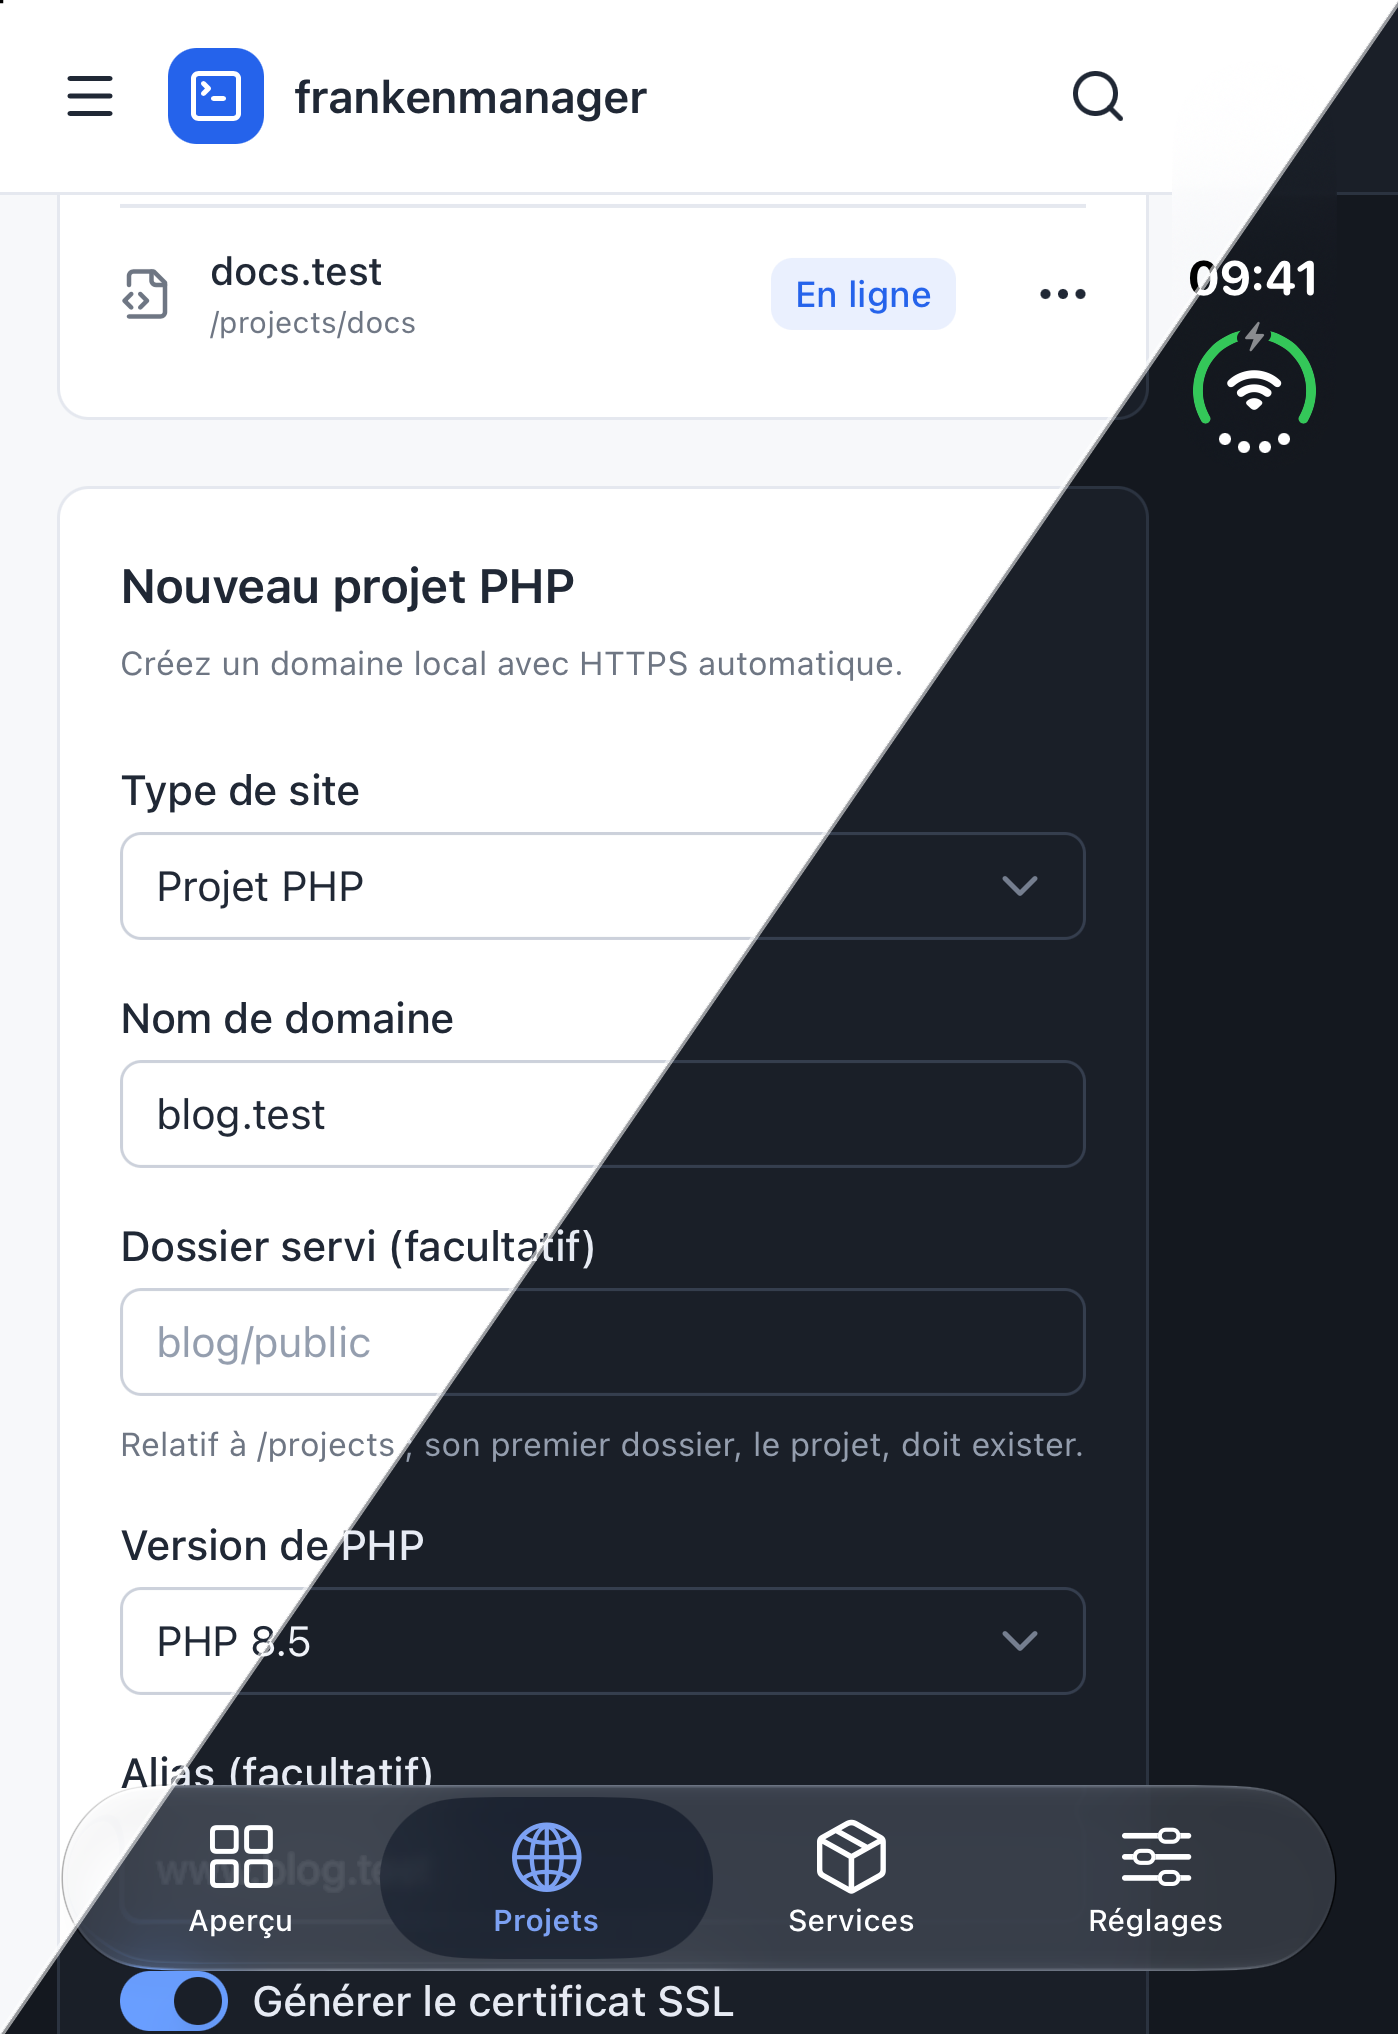 frankenmanager
docs.test
/projects/docs
En ligne
09:41
Nouveau projet PHP
Créez un domaine local avec HTTPS automatique.
Type de site
Projet PHP
Nom de domaine
blog.test
Dossier servi (facultatif)
blog/public
Relatif à /projects ; son premier dossier, le projet, doit exister.
Version de PHP
PHP 8.5
Alias (facultatif)
Aperçu
Projets
Services
Réglages
Générer le certificat SSL